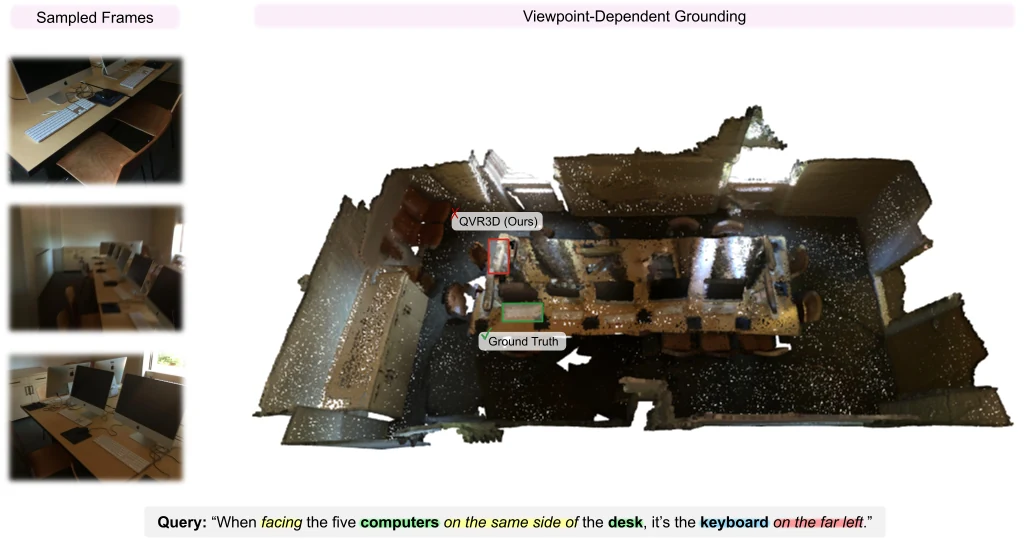 Sampled Frames
Viewpoint-Dependent Grounding
X QVR3D (Ours)
✓ Ground Truth
Query: “When facing the five computers on the same side of the desk, it’s the keyboard on the far left.”